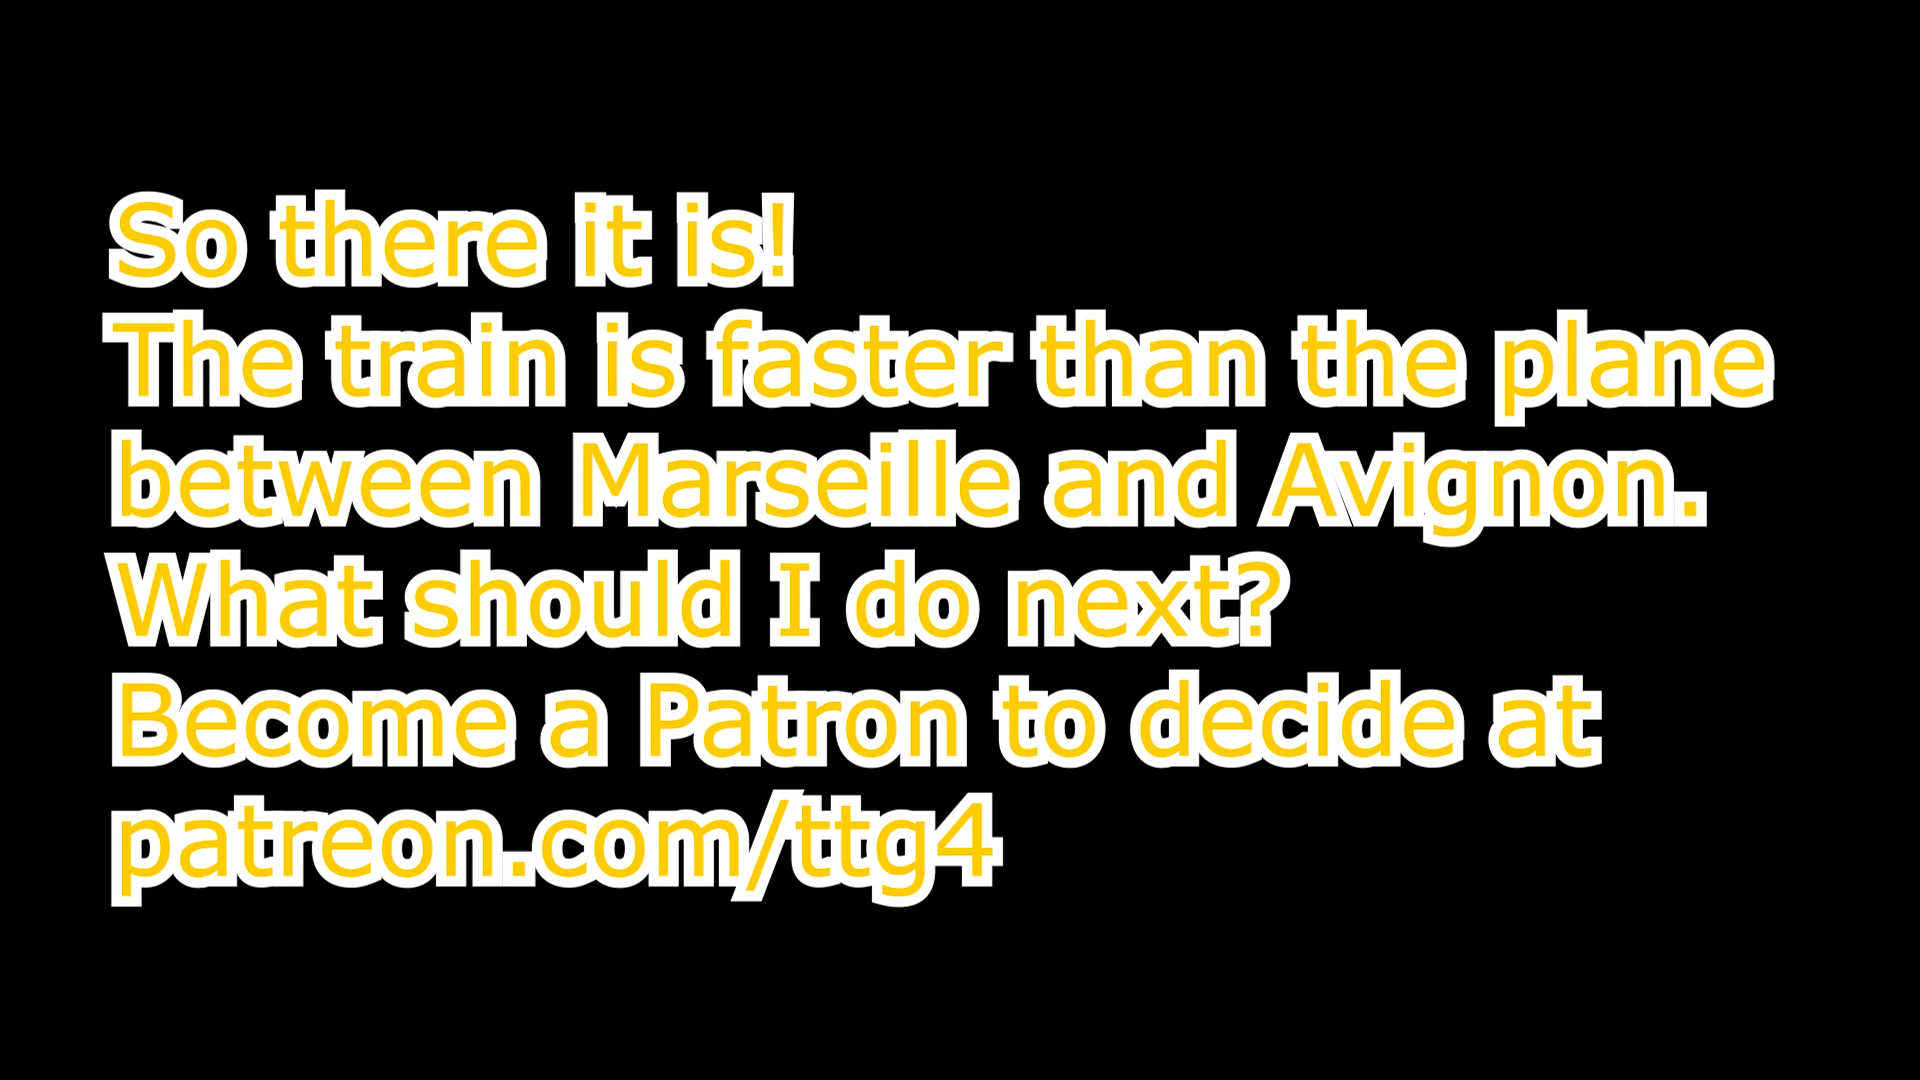 So there it is!
The train is faster than the plane
between Marseille and Avignon.
What should I do next?
Become a Patron to decide at
patreon.com/ttg4